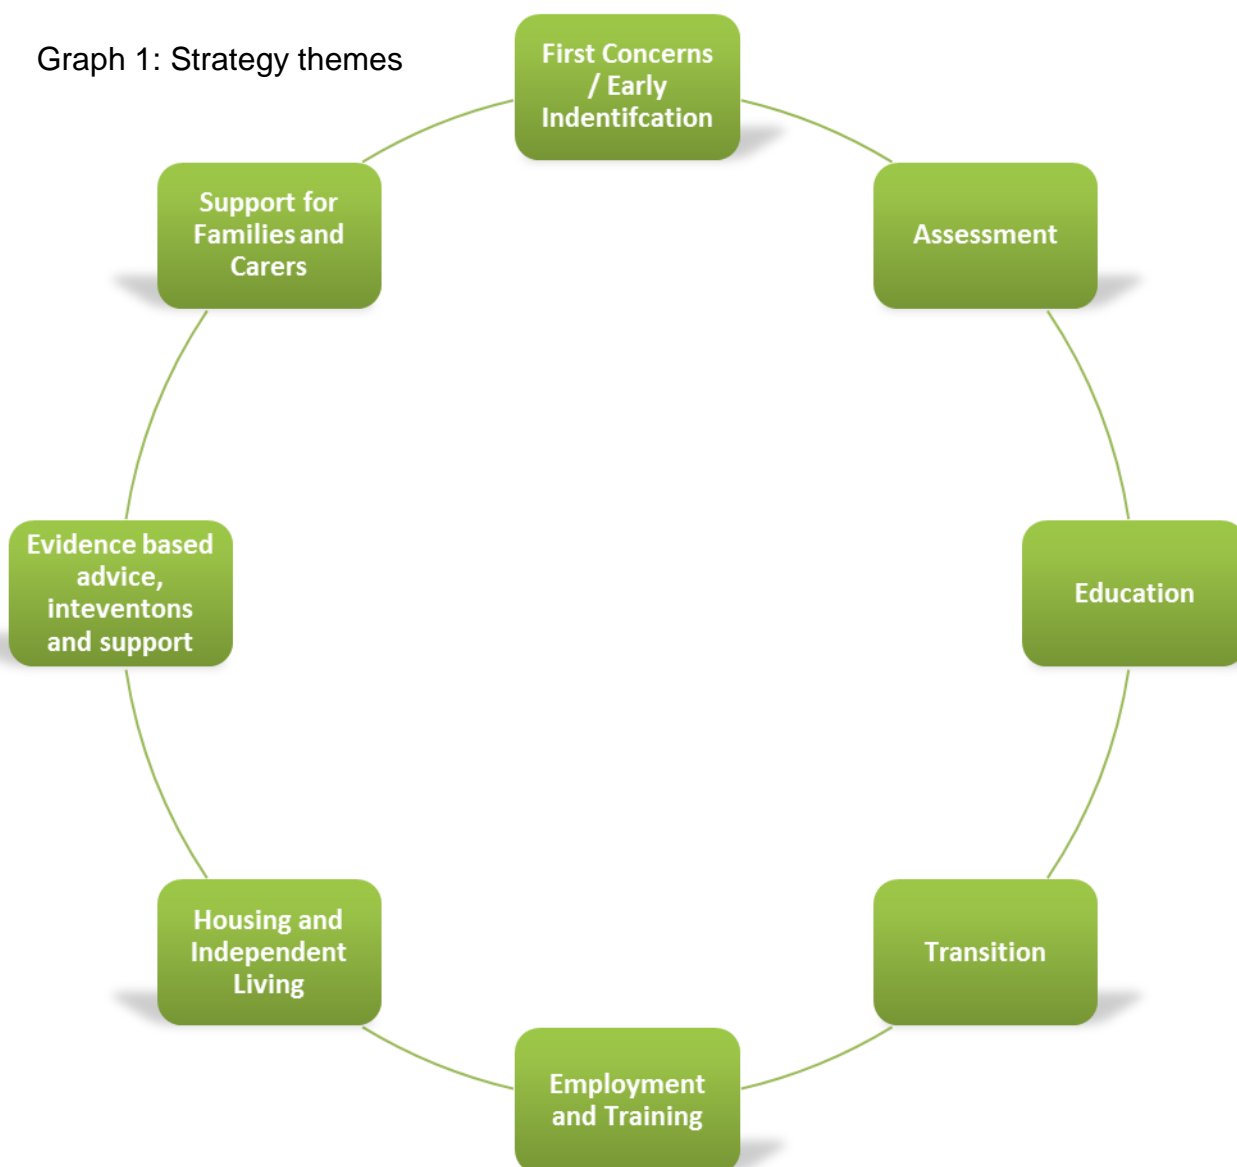 Graph 1: Strategy themes
First Concerns
/ Early
Indentifcation
Assessment
Education
Transition
Employment
and Training
Housing and
Independent
Living
Evidence based
advice,
inteventons
and support
Support for
Families and
Carers